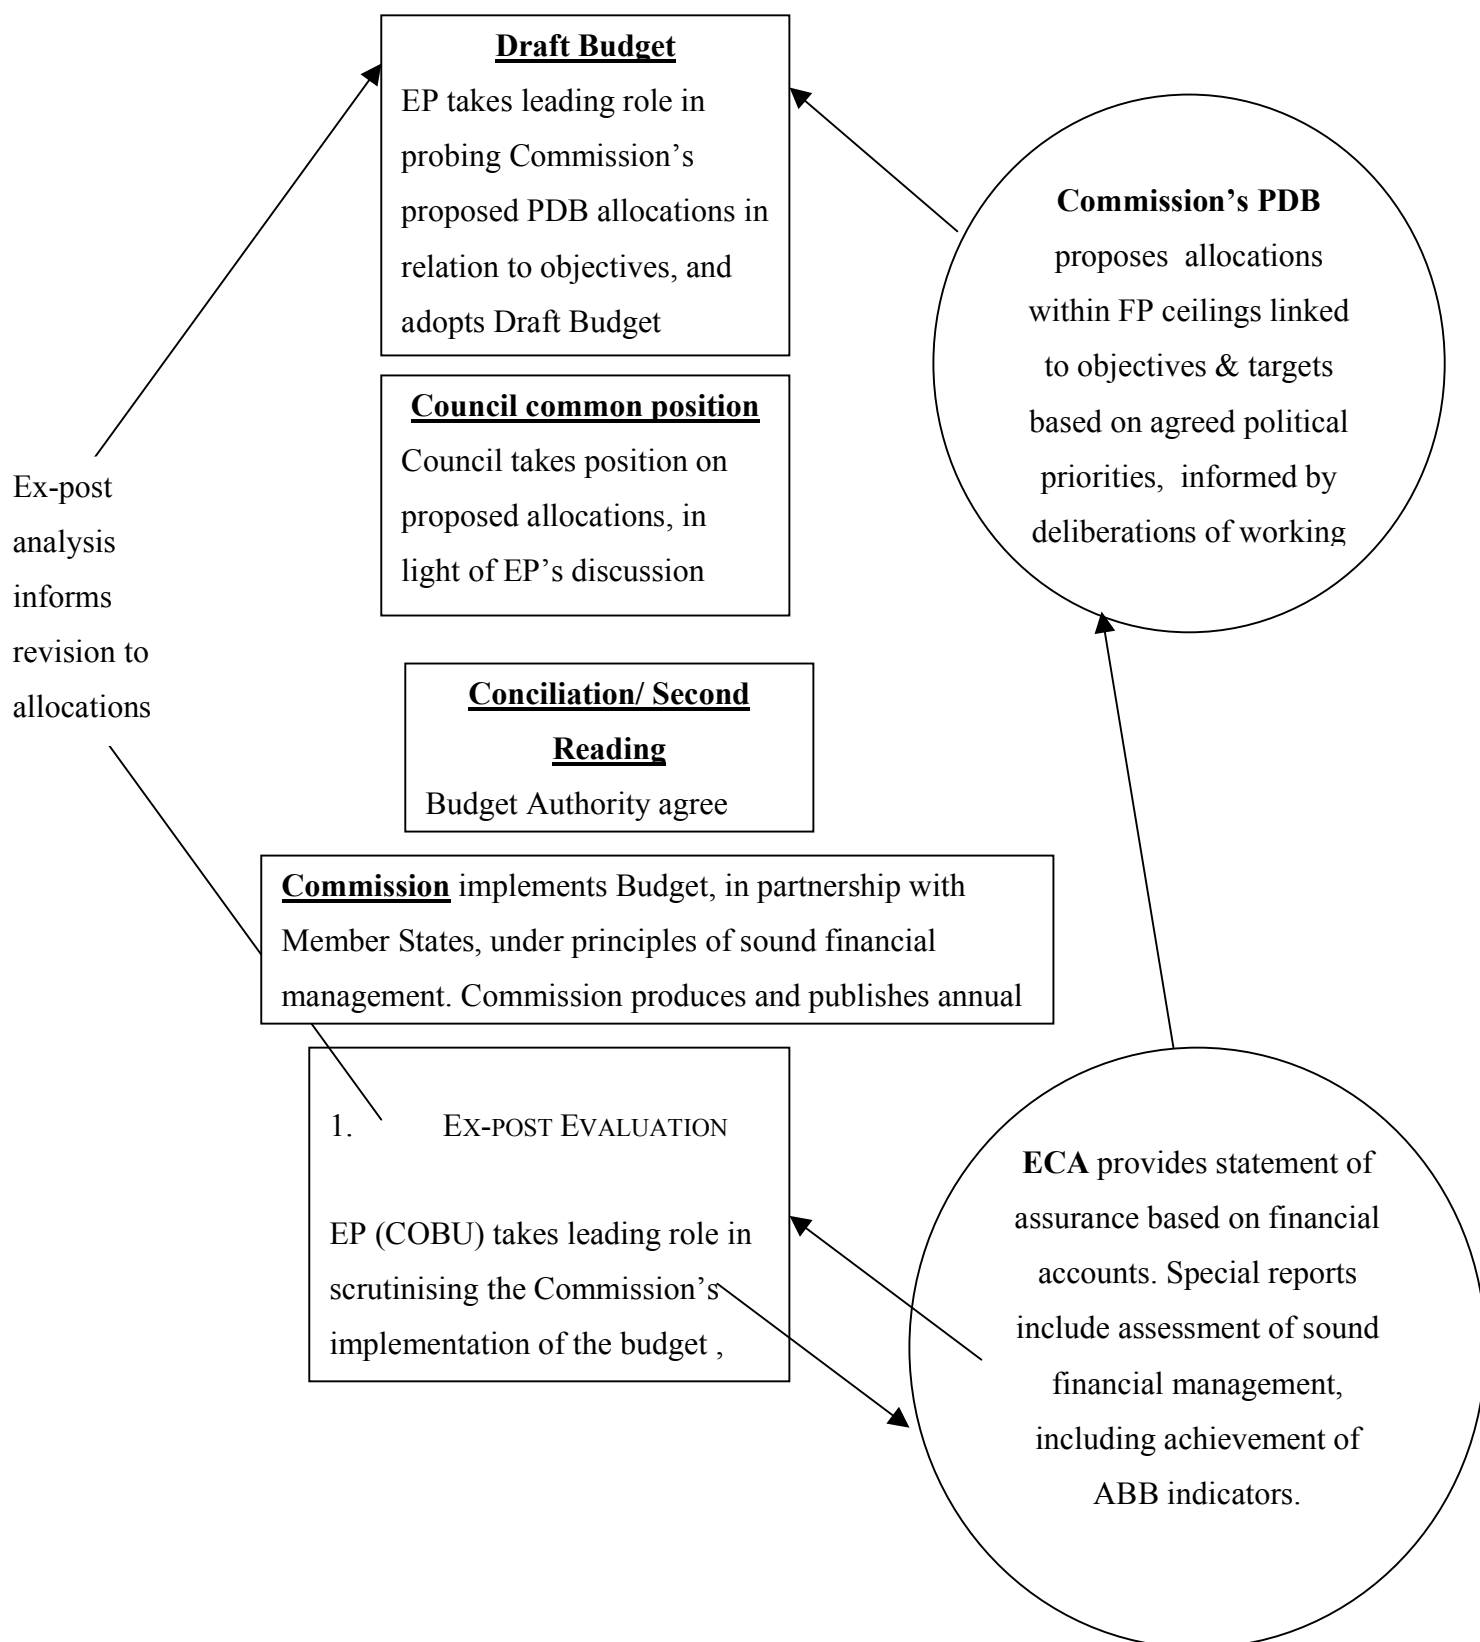 Draft Budget
EP takes leading role in
probing Commission’s
proposed PDB allocations in
relation to objectives, and
adopts Draft Budget
Commission’s PDB
proposes allocations
within FP ceilings linked
to objectives & targets
based on agreed political
priorities, informed by
deliberations of working
Council common position
Council takes position on
proposed allocations, in
light of EP’s discussion
Ex-post
analysis
informs
revision to
allocations
Conciliation/ Second
Reading
Budget Authority agree
Commission implements Budget, in partnership with
Member States, under principles of sound financial
management. Commission produces and publishes annual
1. EX-POST EVALUATION
EP (COBU) takes leading role in
scrutinising the Commission’s
implementation of the budget ,
ECA provides statement of
assurance based on financial
accounts. Special reports
include assessment of sound
financial management,
including achievement of
ABB indicators.